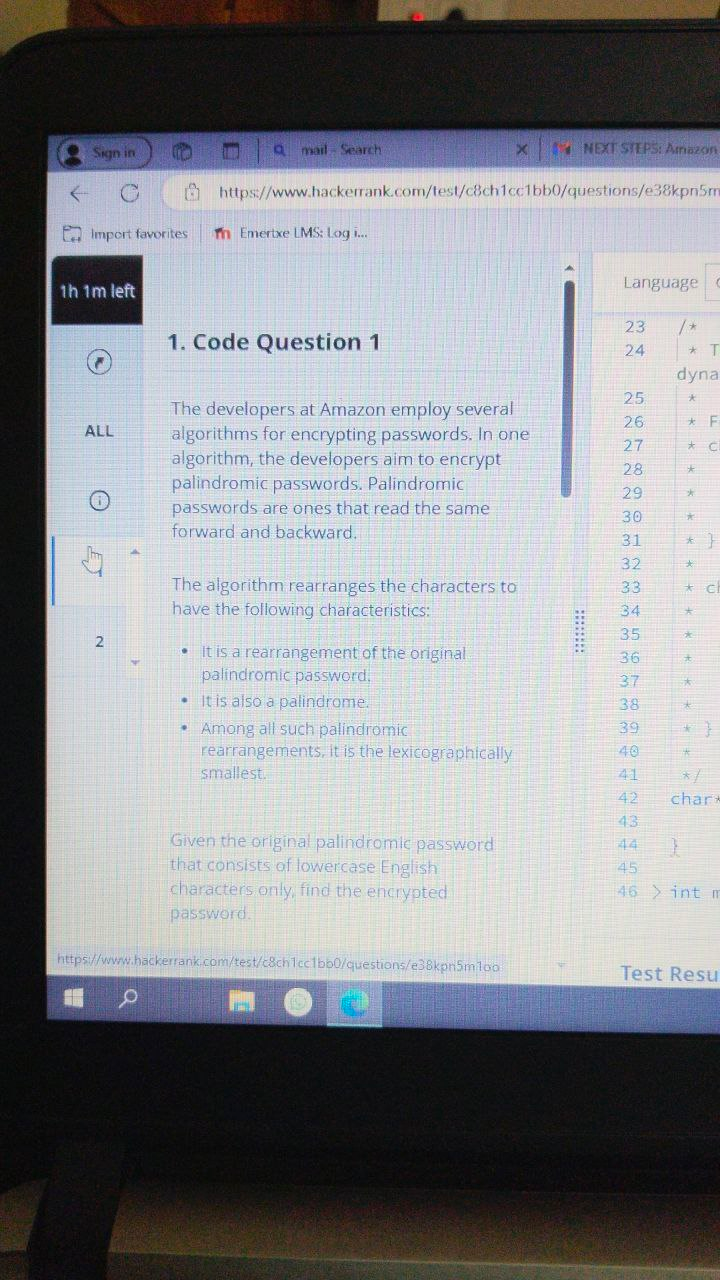 Sign in
mail - Search
NEXT STEPS: Amazon
https://www.hackerrank.com/test/c8ch1cc1bb0/questions/e38kpn5m
Import favorites
Emertxe LMS: Log i...
1h 1m left
ALL
2
1. Code Question 1
The developers at Amazon employ several
algorithms for encrypting passwords. In one
algorithm, the developers aim to encrypt
palindromic passwords. Palindromic
passwords are ones that read the same
forward and backward.
The algorithm rearranges the characters to
have the following characteristics:
• It is a rearrangement of the original
palindromic password.
• It is also a palindrome.
• Among all such palindromic
rearrangements, it is the lexicographically
smallest.
Given the original palindromic password
that consists of lowercase English
characters only, find the encrypted
password.
https://www.hackerrank.com/test/c8ch1cc1bb0/questions/e38kpn5m1oo
Language
23 /*
24 * T
dyna
25 *
26 * F
27 * c
28 *
29 *
30 *
31 * }
32 *
33 * cl
34 *
35 *
36 *
37 *
38 *
39 * }
40 *
41 */
42 char*
43
44 }
45
46 > int m
Test Resu